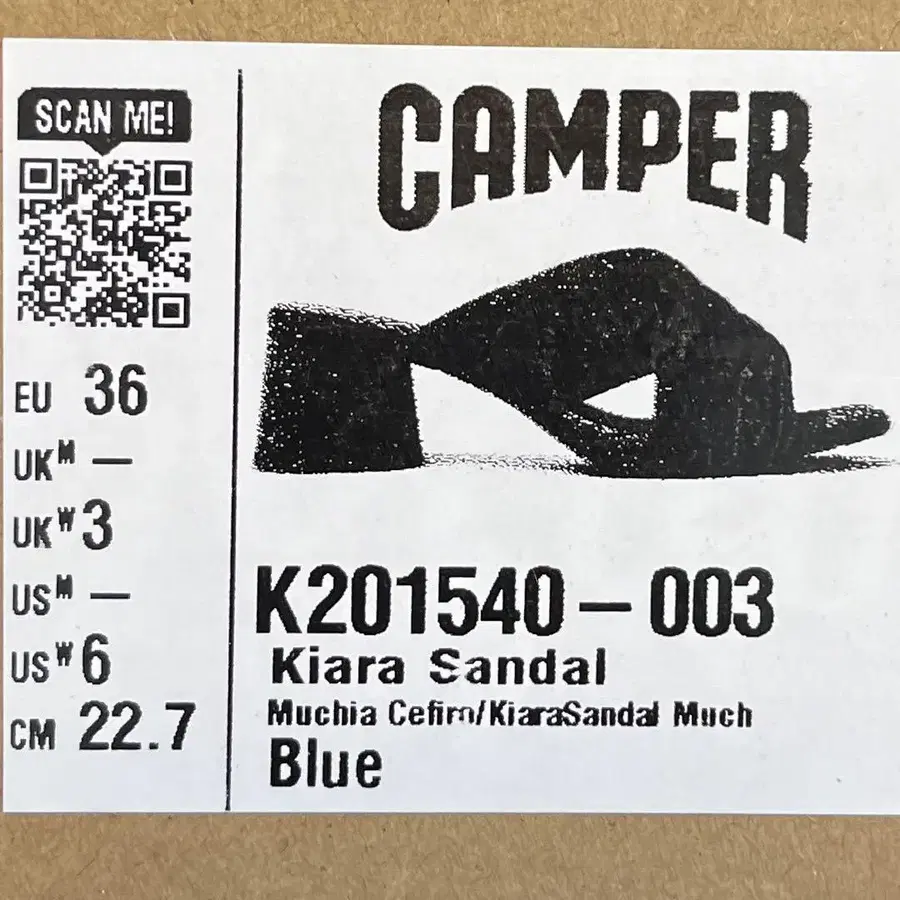 SCAN ME!
EU 36
UK M —
UK W 3
US M —
US W 6
CM 22.7
CAMPER
K201540-003
Kiara Sandal
Muchia Cefiro/KiaraSandal Much
Blue